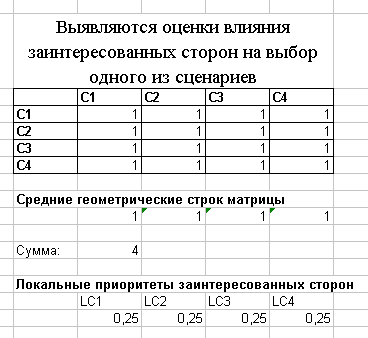 Выявляются оценки влияния
заинтересованных сторон на выбор
одного из сценариев
C1 C2 C3 C4
C1 1 1 1 1
C2 1 1 1 1
C3 1 1 1 1
C4 1 1 1 1
Средние геометрические строк матрицы
1 1 1 1
Сумма: 4
Локальные приоритеты заинтересованных сторон
LC1 LC2 LC3 LC4
0,25 0,25 0,25 0,25